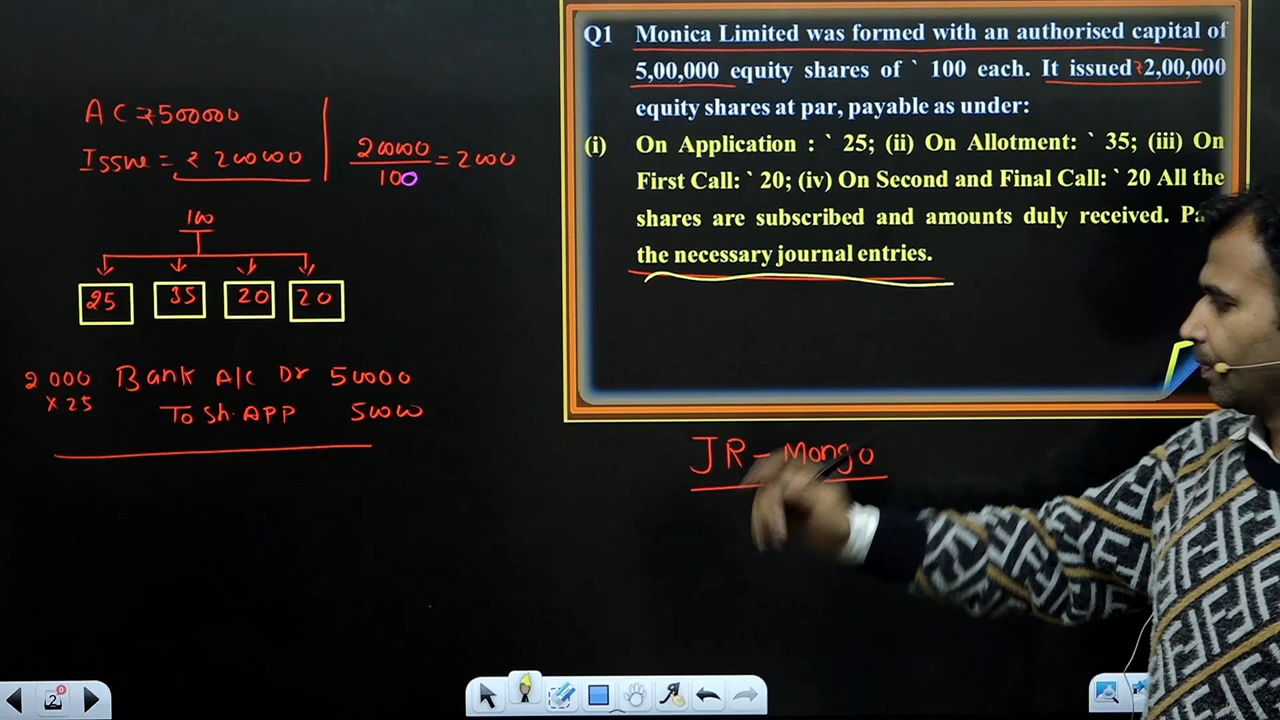 AC = ₹ 500000
Issue = ₹ 200000
200000
100
= 2000
100
25 35 20 20
2000
× 25
Bank A/c Dr 50000
To Sh. APP 50000
Q1 Monica Limited was formed with an authorised capital of
5,00,000 equity shares of ` 100 each. It issued ₹2,00,000
equity shares at par, payable as under:
(i) On Application : ` 25; (ii) On Allotment: ` 35; (iii) On
First Call: ` 20; (iv) On Second and Final Call: ` 20 All the
shares are subscribed and amounts duly received. Pa
the necessary journal entries.
JR - Mongo
2
0